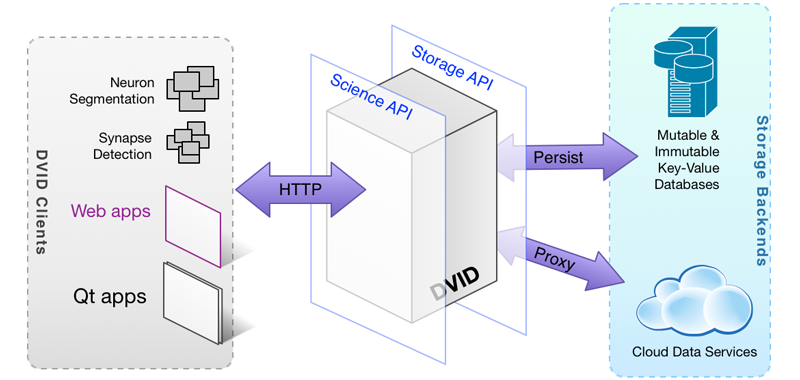 DVID Clients
Neuron
Segmentation
Synapse
Detection
Web apps
Qt apps
HTTP
Science API
Storage API
DVID
Persist
Proxy
Mutable &
Immutable
Key-Value
Databases
Cloud Data Services
Storage Backends